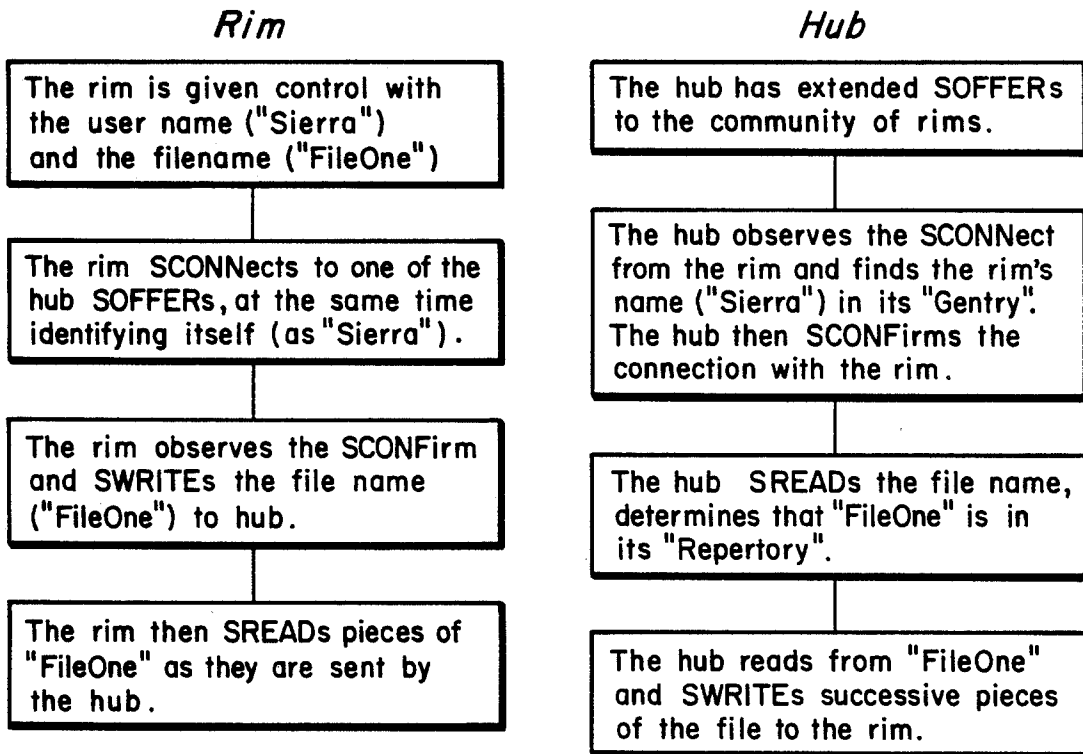 Rim
The rim is given control with
the user name ("Sierra")
and the filename ("FileOne")
The rim SCONNects to one of the
hub SOFFERs, at the same time
identifying itself (as "Sierra").
The rim observes the SCONFirm
and SWRITEs the file name
("FileOne") to hub.
The rim then SREADs pieces of
"FileOne" as they are sent by
the hub.
Hub
The hub has extended SOFFERs
to the community of rims.
The hub observes the SCONNect
from the rim and finds the rim's
name ("Sierra") in its "Gentry".
The hub then SCONFirms the
connection with the rim.
The hub SREADs the file name,
determines that "FileOne" is in
its "Repertory".
The hub reads from "FileOne"
and SWRITEs successive pieces
of the file to the rim.